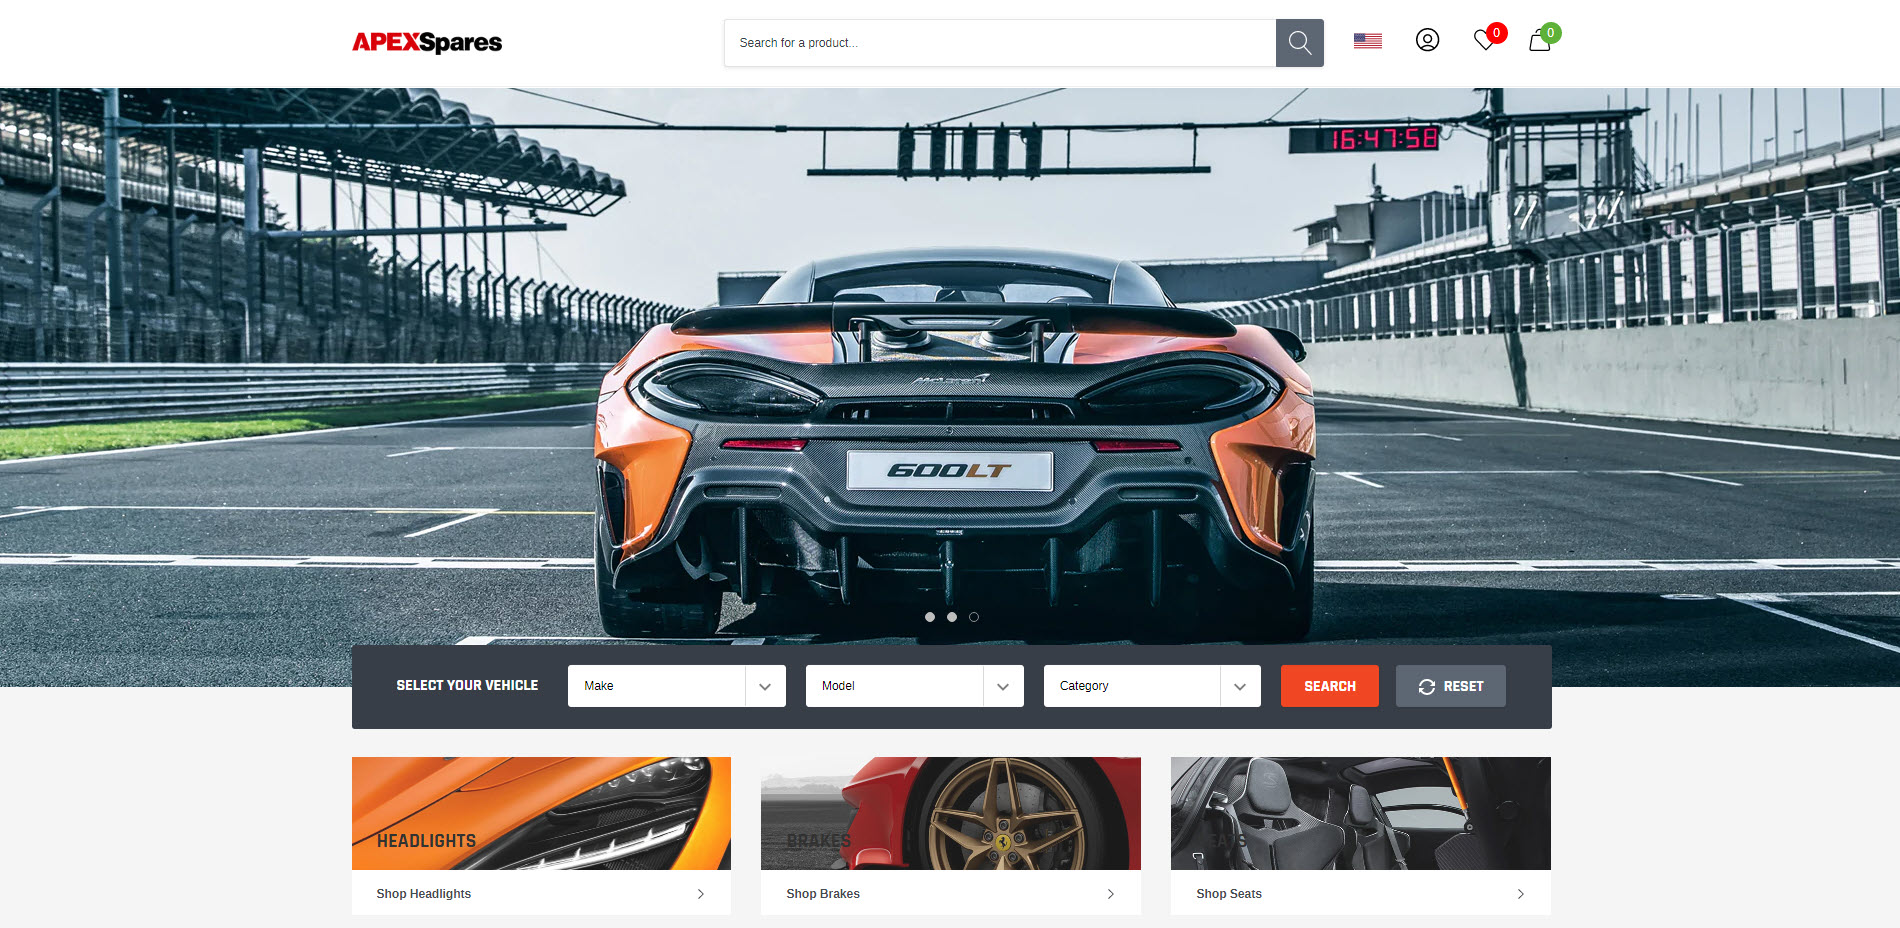 APEXSpares
Search for a product...
0
0
16:47:58
McLaren
600LT
SELECT YOUR VEHICLE
Make
Model
Category
SEARCH
RESET
HEADLIGHTS
BRAKES
SEATS
Shop Headlights
Shop Brakes
Shop Seats